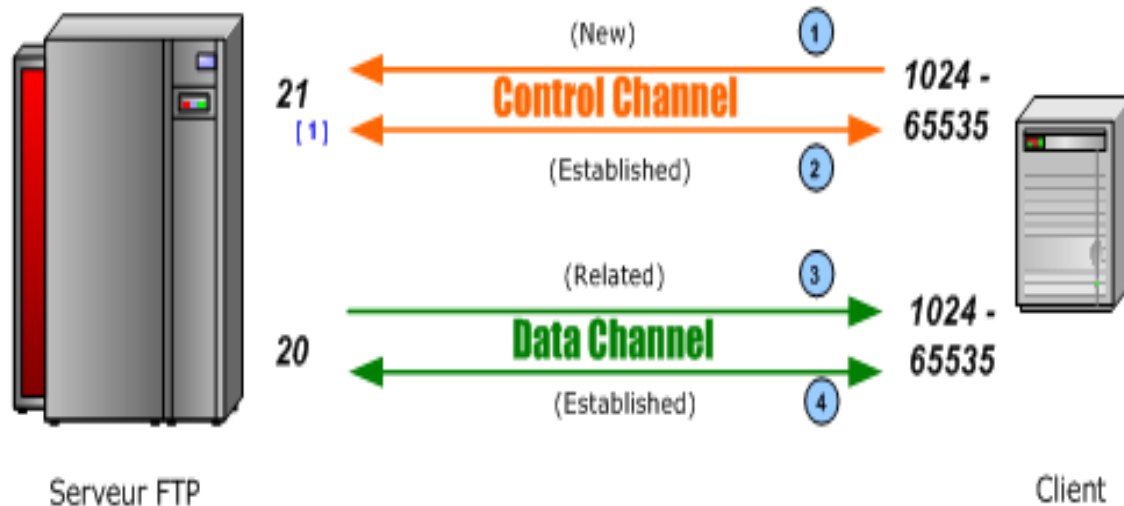 (New) 1
21 Control Channel 1024 -
[1] 65535
(Established) 2
(Related) 3
20 Data Channel 1024 -
65535
(Established) 4
Serveur FTP Client